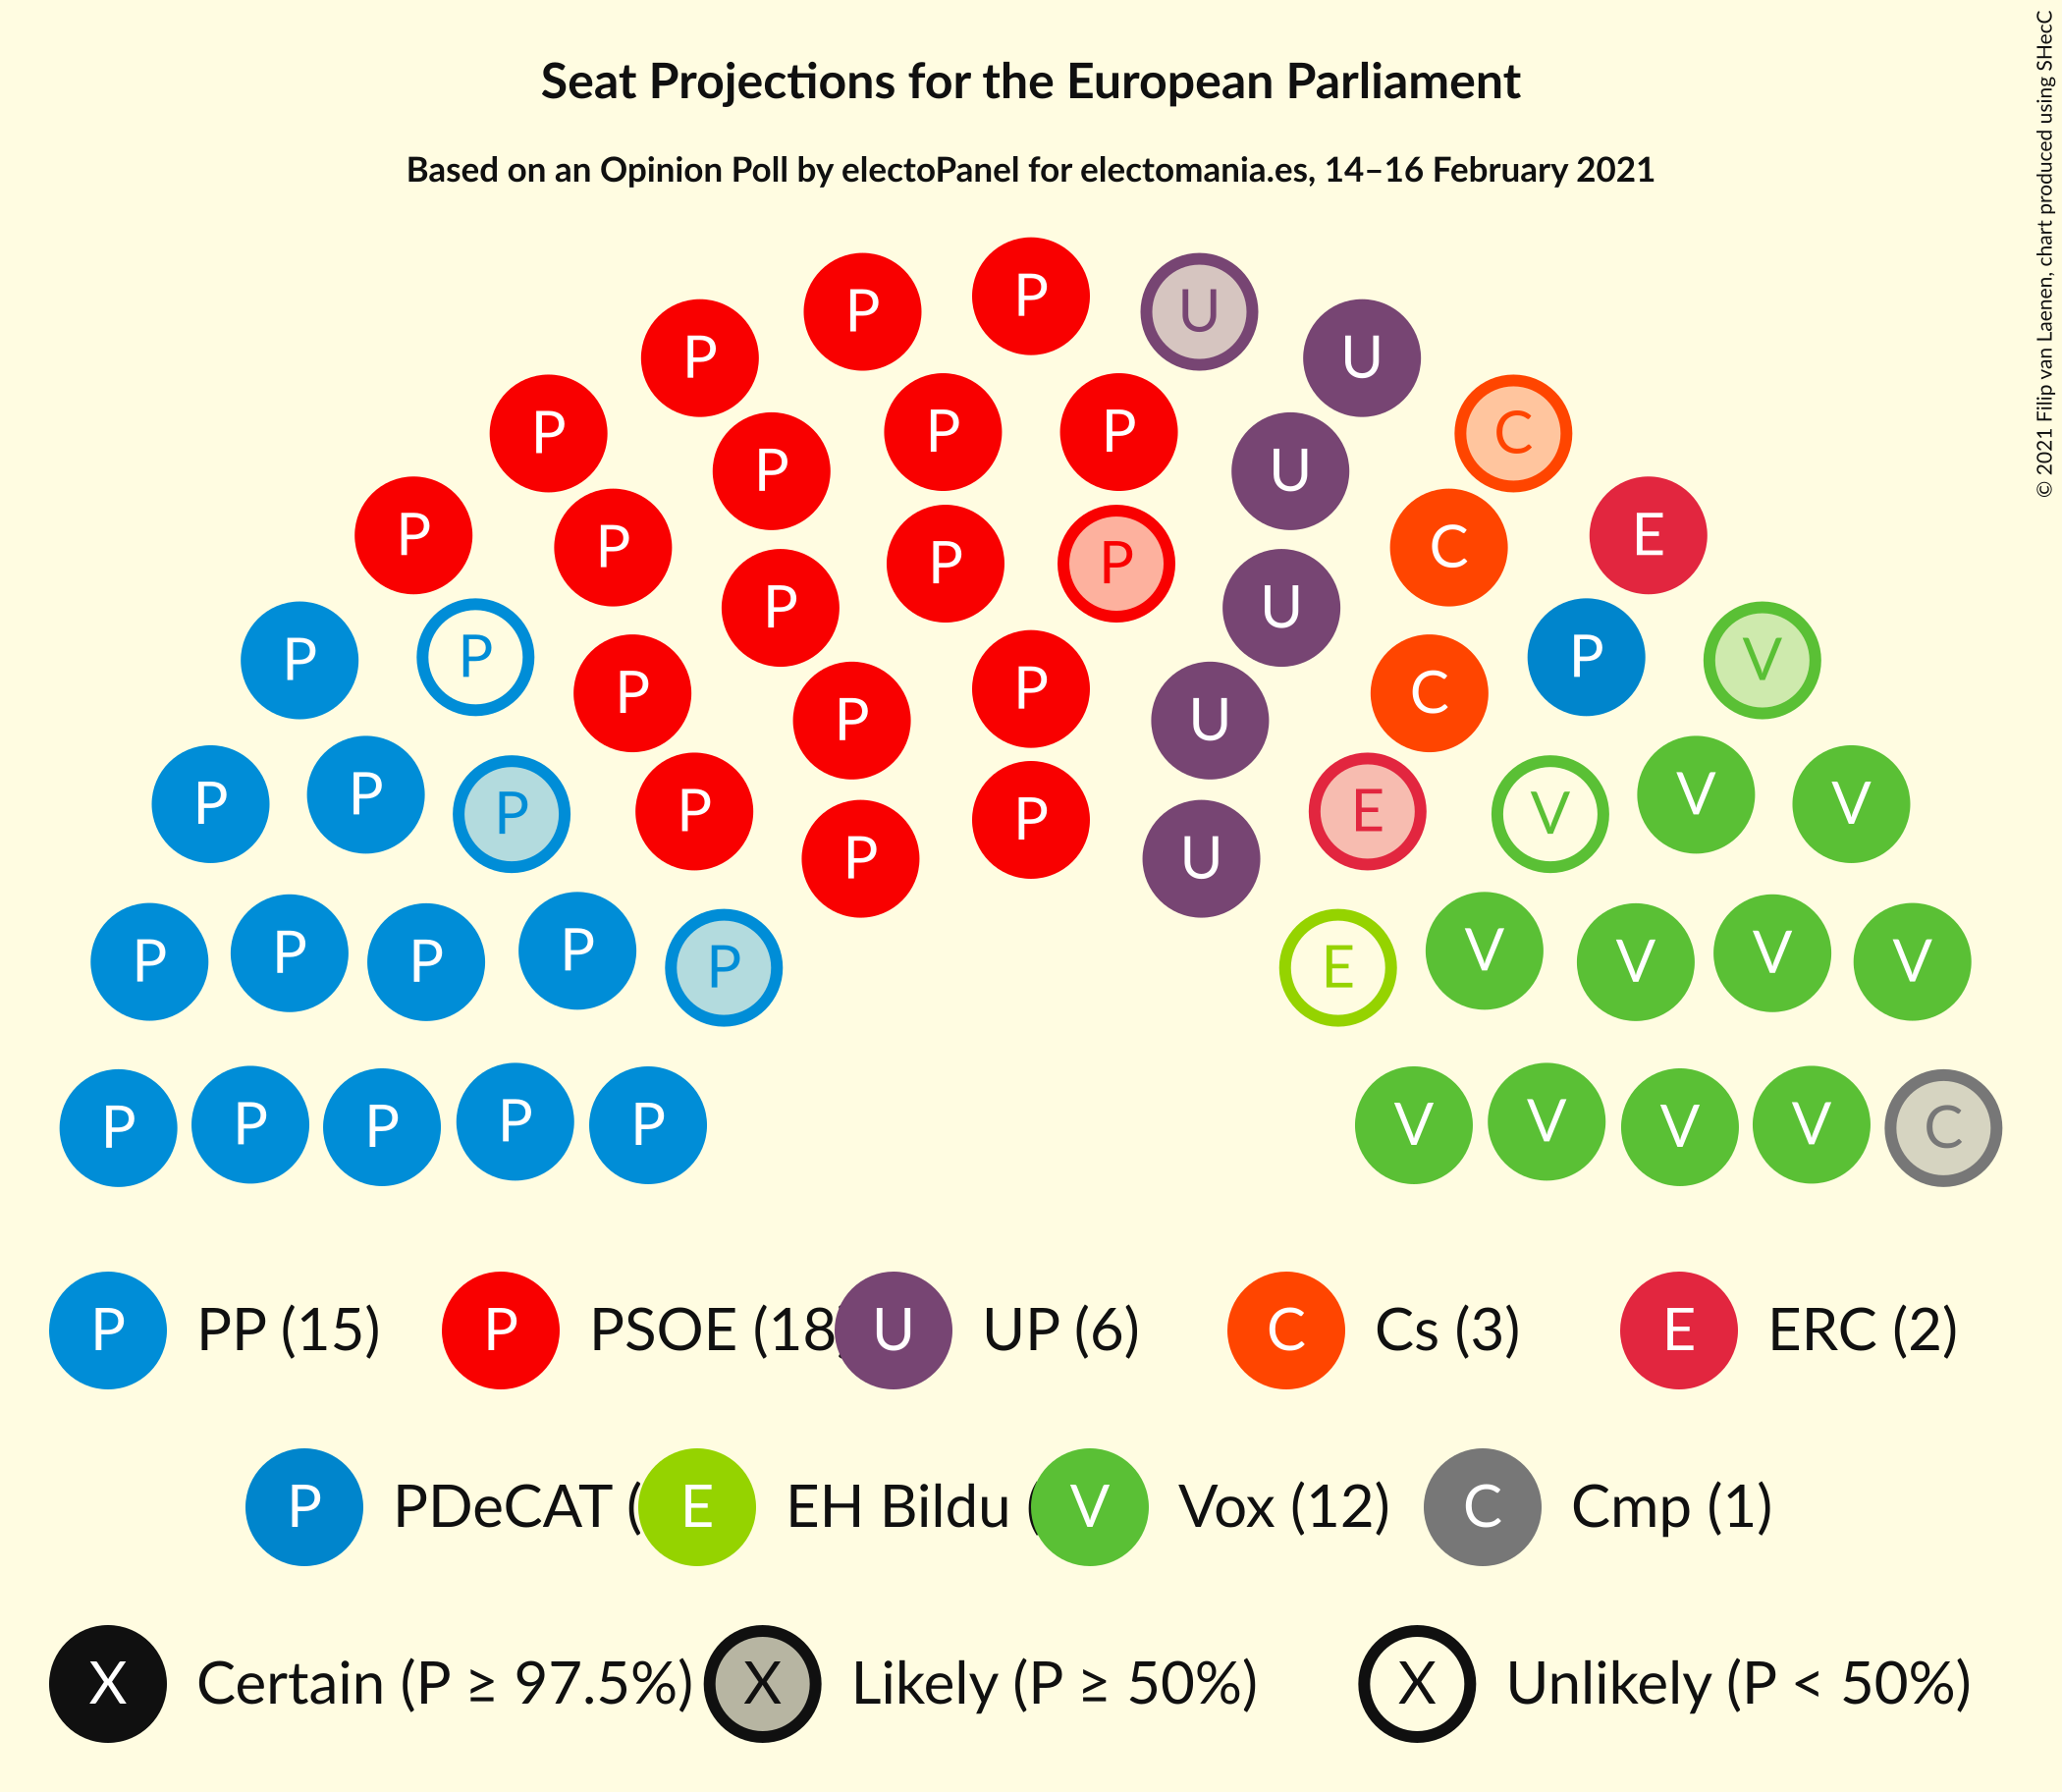 Seat Projections for the European Parliament
Based on an Opinion Poll by electoPanel for electomania.es, 14–16 February 2021
© 2021 Filip van Laenen, chart produced using SHecC
P P P U U
P P P P U C
P P P P P U C E
P P P P P U C P V
P P P P P P U E V V V
P P P P P E V V V V
P P P P P V V V V C
P PP (15) P PSOE (18) U UP (6) C Cs (3) E ERC (2)
P PDeCAT ( E EH Bildu ( V Vox (12) C Cmp (1)
X Certain (P ≥ 97.5%) X Likely (P ≥ 50%) X Unlikely (P < 50%)